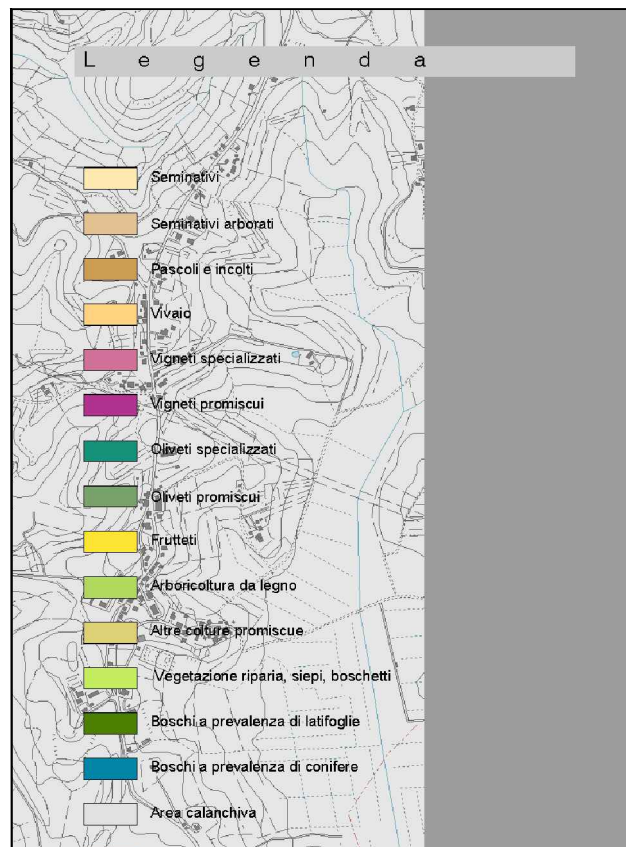 Legenda
Seminativi
Seminativi arborati
Pascoli e incolti
Vivaio
Vigneti specializzati
Vigneti promiscui
Oliveti specializzati
Oliveti promiscui
Frutteti
Arboricoltura da legno
Altre colture promiscue
Vegetazione riparia, siepi, boschetti
Boschi a prevalenza di latifoglie
Boschi a prevalenza di conifere
Area calanchiva